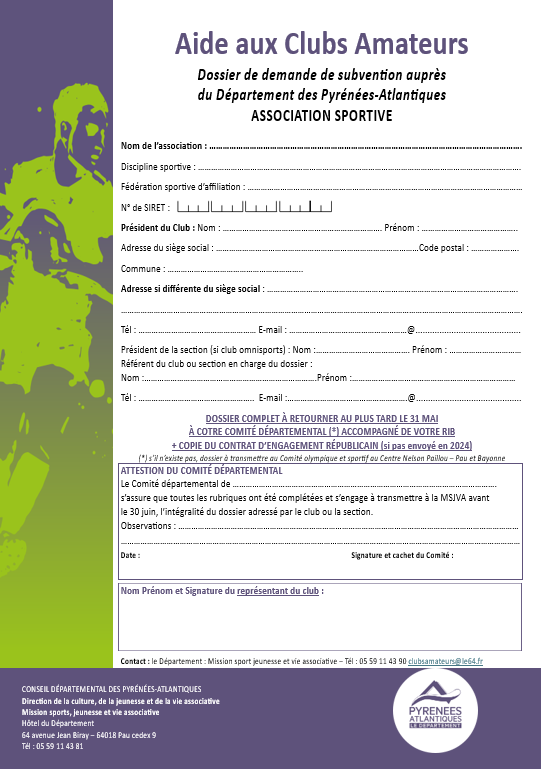 Aide aux Clubs Amateurs
Dossier de demande de subvention auprès
du Département des Pyrénées-Atlantiques
ASSOCIATION SPORTIVE
Nom de l'association : ................................................................
Discipline sportive : ................................................................
Fédération sportive d'affiliation : ................................................................
N° de SIRET :
Président du Club : Nom : ................................ Prénom : ................................
Adresse du siège social : ................................Code postal : ................
Commune : ................................
Adresse si différente du siège social : ................................................................
................................................................
Tél : ................................ E-mail : ................................@................................
Président de la section (si club omnisports) : Nom :................................ Prénom : ................................
Référent du club ou section en charge du dossier :
Nom :................................Prénom :................................
Tél : ................................ E-mail :................................@................................
DOSSIER COMPLET À RETOURNER AU PLUS TARD LE 31 MAI
À COTRE COMITÉ DÉPARTEMENTAL (*) ACCOMPAGNÉ DE VOTRE RIB
+ COPIE DU CONTRAT D'ENGAGEMENT RÉPUBLICAIN (si pas envoyé en 2024)
(*) s'il n'existe pas, dossier à transmettre au Comité olympique et sportif au Centre Nelson Paillou – Pau et Bayonne
ATTESTION DU COMITÉ DÉPARTEMENTAL
Le Comité départemental de ................................................................
s'assure que toutes les rubriques ont été complétées et s'engage à transmettre à la MSJVA avant
le 30 juin, l'intégralité du dossier adressé par le club ou la section.
Observations : ................................................................
................................................................
Date : Signature et cachet du Comité :
Nom Prénom et Signature du représentant du club :
Contact : le Département : Mission sport jeunesse et vie associative – Tél : 05 59 11 43 90 clubsamateurs@le64.fr
CONSEIL DÉPARTEMENTAL DES PYRÉNÉES-ATLANTIQUES
Direction de la culture, de la jeunesse et de la vie associative
Mission sports, jeunesse et vie associative
Hôtel du Département
64 avenue Jean Biray – 64018 Pau cedex 9
Tél : 05 59 11 43 81
PYRÉNÉES
ATLANTIQUES
LE DÉPARTEMENT